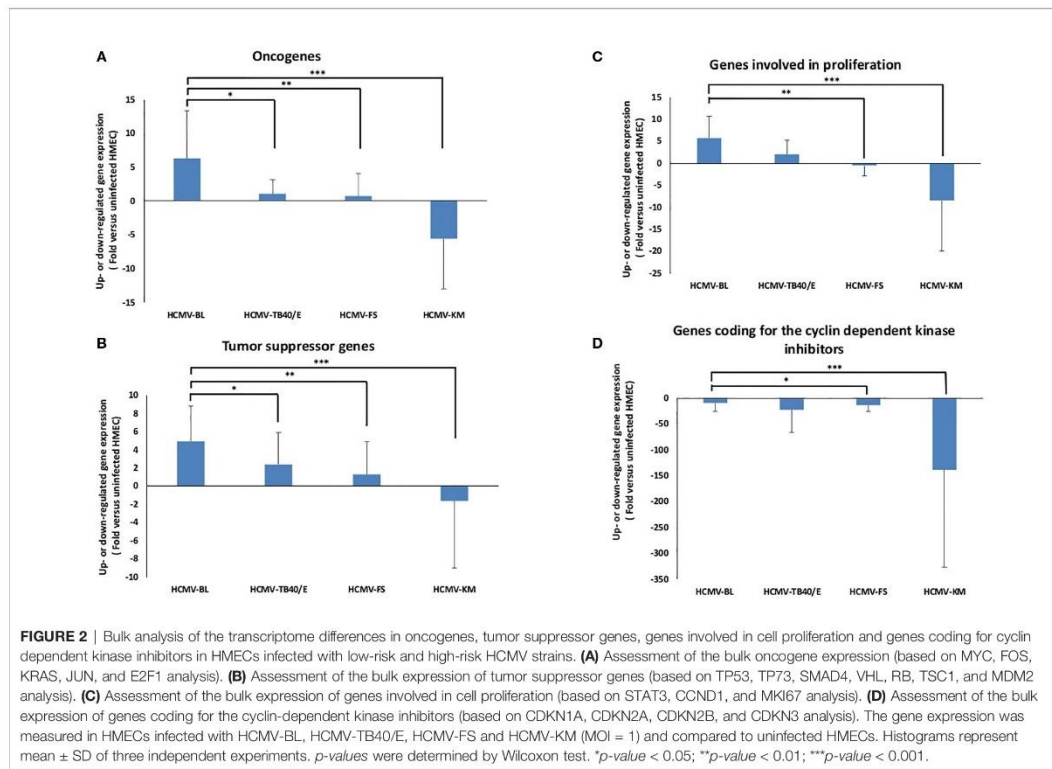 A
Oncogenes
***
**
*
Up- or down-regulated gene expression
( Fold versus uninfected HMEC)
15
10
5
0
-5
-10
-15
HCMV-BL HCMV-TB40/E HCMV-FS HCMV-KM
B
Tumor suppressor genes
***
**
*
Up- or down-regulated gene expression
( Fold versus uninfected HMEC)
10
8
6
4
2
0
-2
-4
-6
-8
-10
HCMV-BL HCMV-TB40/E HCMV-FS HCMV-KM
C
Genes involved in proliferation
***
**
Up- or down-regulated gene expression
( Fold versus uninfected HMEC)
15
10
5
0
-5
-10
-15
-20
-25
HCMV-BL HCMV-TB40/E HCMV-FS HCMV-KM
D
Genes coding for the cyclin dependent kinase
inhibitors
***
*
Up- or down-regulated gene expression
( Fold versus uninfected HMEC)
0
-50
-100
-150
-200
-250
-300
-350
HCMV-BL HCMV-TB40/E HCMV-FS HCMV-KM
FIGURE 2 | Bulk analysis of the transcriptome differences in oncogenes, tumor suppressor genes, genes involved in cell proliferation and genes coding for cyclin
dependent kinase inhibitors in HMECs infected with low-risk and high-risk HCMV strains. (A) Assessment of the bulk oncogene expression (based on MYC, FOS,
KRAS, JUN, and E2F1 analysis). (B) Assessment of the bulk expression of tumor suppressor genes (based on TP53, TP73, SMAD4, VHL, RB, TSC1, and MDM2
analysis). (C) Assessment of the bulk expression of genes involved in cell proliferation (based on STAT3, CCND1, and MKI67 analysis). (D) Assessment of the bulk
expression of genes coding for the cyclin-dependent kinase inhibitors (based on CDKN1A, CDKN2A, CDKN2B, and CDKN3 analysis). The gene expression was
measured in HMECs infected with HCMV-BL, HCMV-TB40/E, HCMV-FS and HCMV-KM (MOI = 1) and compared to uninfected HMECs. Histograms represent
mean ± SD of three independent experiments. p-values were determined by Wilcoxon test. *p-value < 0.05; **p-value < 0.01; ***p-value < 0.001.